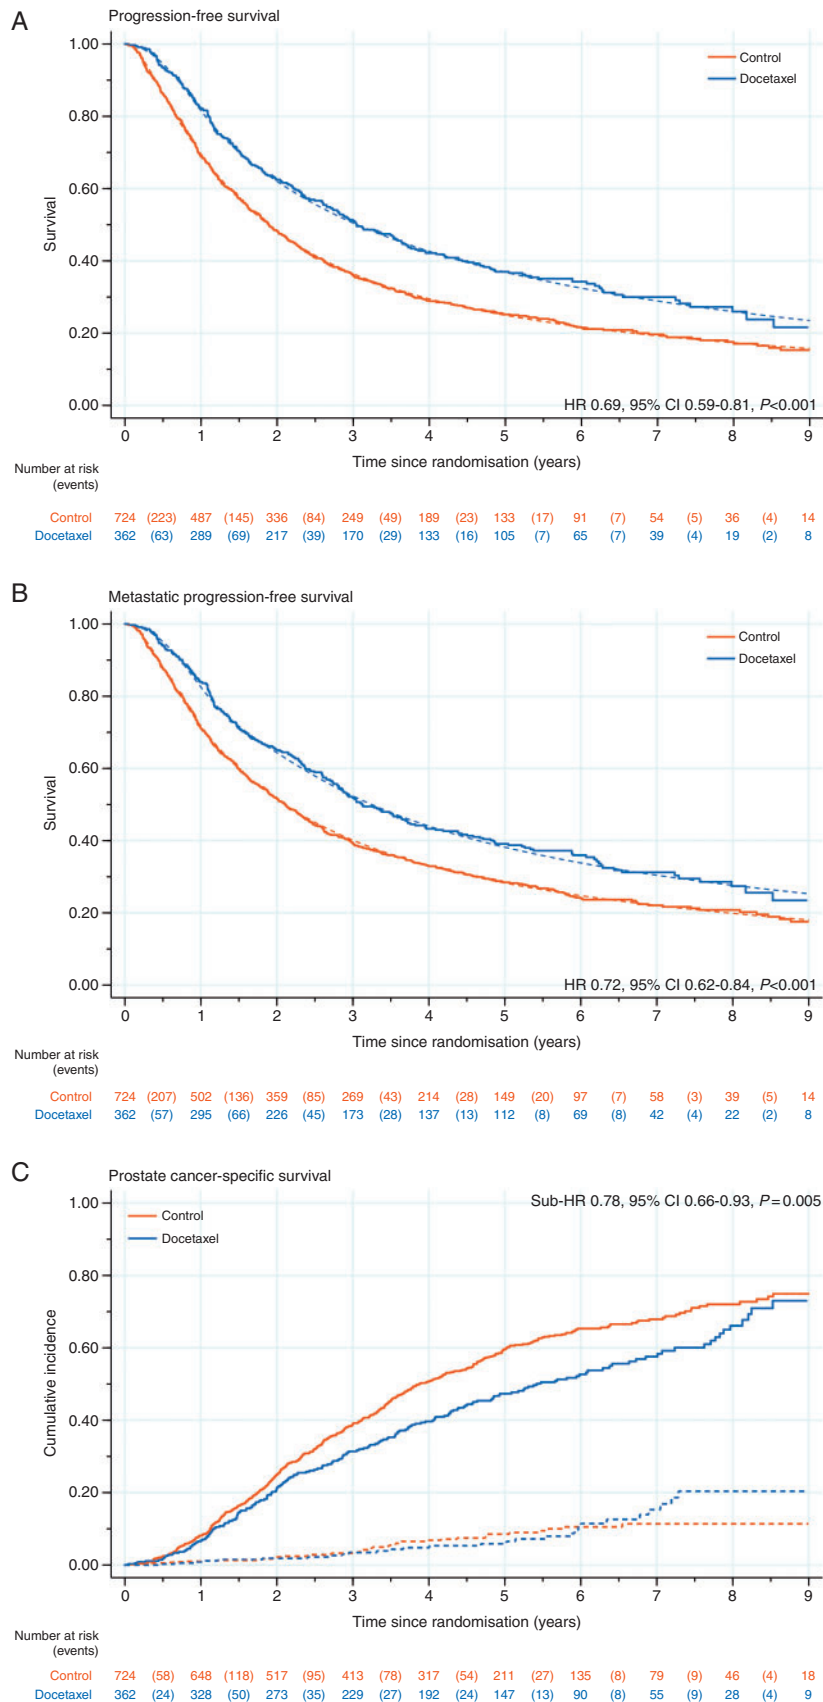 A
Progression-free survival
1.00
0.80
0.60
0.40
0.20
0.00
Survival
Control
Docetaxel
HR 0.69, 95% CI 0.59-0.81, P<0.001
0 1 2 3 4 5 6 7 8 9
Time since randomisation (years)
Number at risk
(events)
Control 724 (223) 487 (145) 336 (84) 249 (49) 189 (23) 133 (17) 91 (7) 54 (5) 36 (4) 14
Docetaxel 362 (63) 289 (69) 217 (39) 170 (29) 133 (16) 105 (7) 65 (7) 39 (4) 19 (2) 8
B
Metastatic progression-free survival
1.00
0.80
0.60
0.40
0.20
0.00
Survival
Control
Docetaxel
HR 0.72, 95% CI 0.62-0.84, P<0.001
0 1 2 3 4 5 6 7 8 9
Time since randomisation (years)
Number at risk
(events)
Control 724 (207) 502 (136) 359 (85) 269 (43) 214 (28) 149 (20) 97 (7) 58 (3) 39 (5) 14
Docetaxel 362 (57) 295 (66) 226 (45) 173 (28) 137 (13) 112 (8) 69 (8) 42 (4) 22 (2) 8
C
Prostate cancer-specific survival
1.00
0.80
0.60
0.40
0.20
0.00
Cumulative incidence
Sub-HR 0.78, 95% CI 0.66-0.93, P=0.005
Control
Docetaxel
0 1 2 3 4 5 6 7 8 9
Time since randomisation (years)
Number at risk
(events)
Control 724 (58) 648 (118) 517 (95) 413 (78) 317 (54) 211 (27) 135 (8) 79 (9) 46 (4) 18
Docetaxel 362 (24) 328 (50) 273 (35) 229 (27) 192 (24) 147 (13) 90 (8) 55 (9) 28 (4) 9